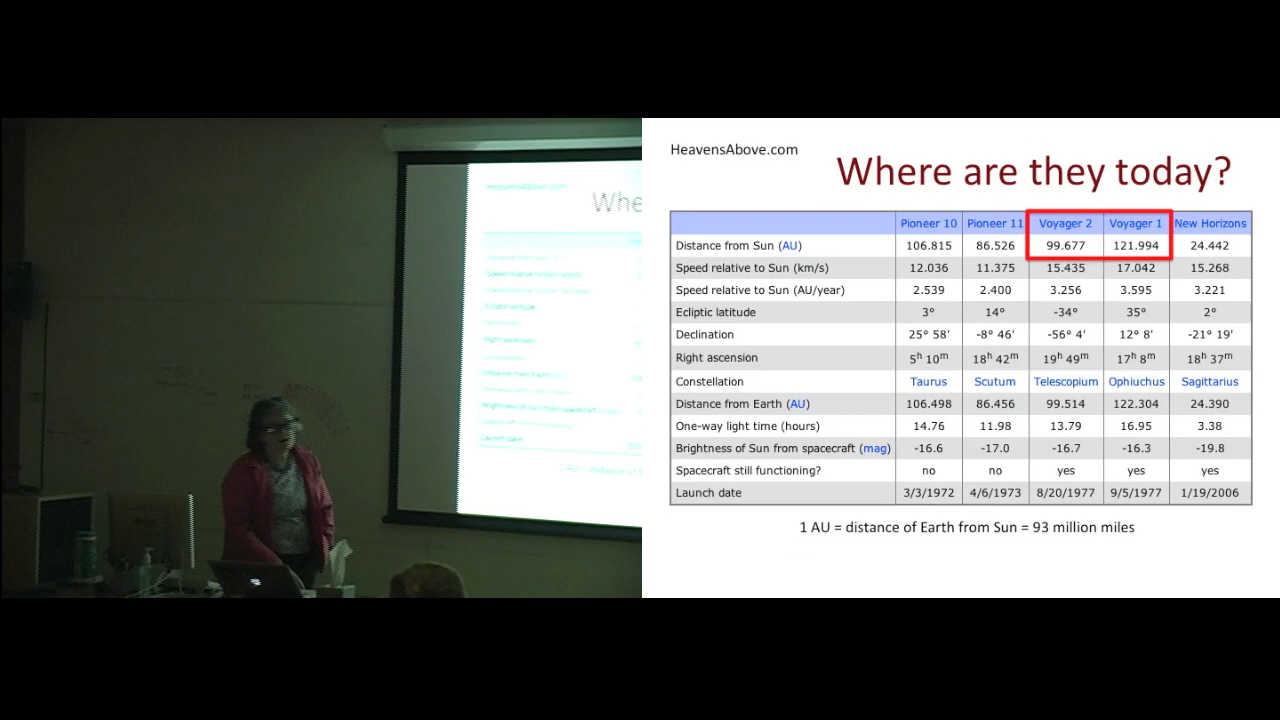 HeavensAbove.com
Whe
HeavensAbove.com
Where are they today?
Pioneer 10 Pioneer 11 Voyager 2 Voyager 1 New Horizons
Distance from Sun (AU) 106.815 86.526 99.677 121.994 24.442
Speed relative to Sun (km/s) 12.036 11.375 15.435 17.042 15.268
Speed relative to Sun (AU/year) 2.539 2.400 3.256 3.595 3.221
Ecliptic latitude 3° 14° -34° 35° 2°
Declination 25° 58' -8° 46' -56° 4' 12° 8' -21° 19'
Right ascension 5h 10m 18h 42m 19h 49m 17h 8m 18h 37m
Constellation Taurus Scutum Telescopium Ophiuchus Sagittarius
Distance from Earth (AU) 106.498 86.456 99.514 122.304 24.390
One-way light time (hours) 14.76 11.98 13.79 16.95 3.38
Brightness of Sun from spacecraft (mag) -16.6 -17.0 -16.7 -16.3 -19.8
Spacecraft still functioning? no no yes yes yes
Launch date 3/3/1972 4/6/1973 8/20/1977 9/5/1977 1/19/2006
1 AU = distance of Earth from Sun = 93 million miles